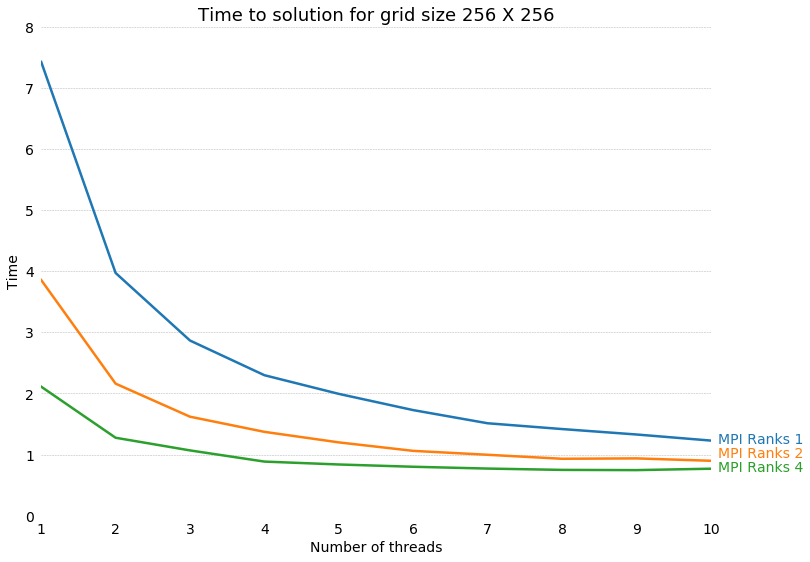 Time to solution for grid size 256 X 256
8
7
6
5
4
3
2
1
0
Time
1 2 3 4 5 6 7 8 9 10
Number of threads
MPI Ranks 1
MPI Ranks 2
MPI Ranks 4